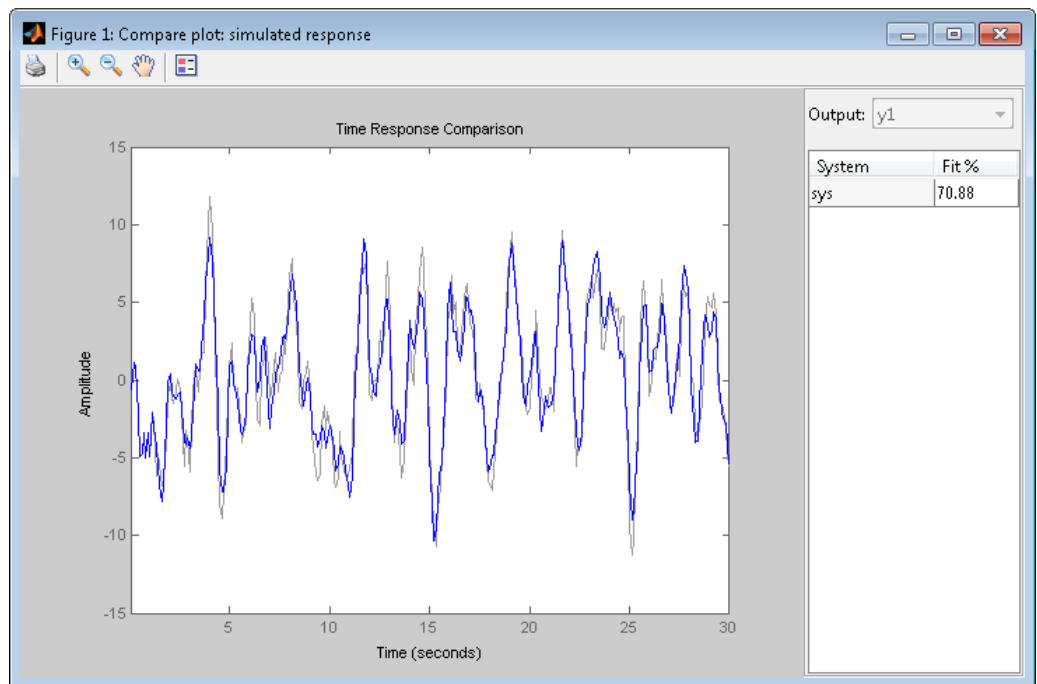 Figure 1: Compare plot: simulated response
Output: y1
System Fit %
sys 70.88
Time Response Comparison
Amplitude
15
10
5
0
-5
-10
-15
5 10 15 20 25 30
Time (seconds)